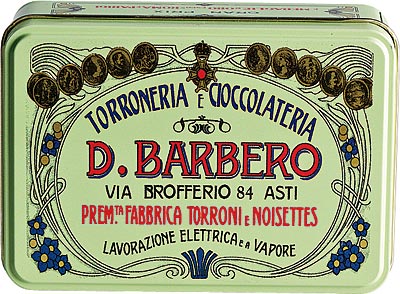 TORRONERIA E CIOCCOLATERIA
D. BARBERO
VIA BROFFERIO 84 ASTI
PREM.TA FABBRICA TORRONI E NOISETTES
LAVORAZIONE ELETTRICA E A VAPORE